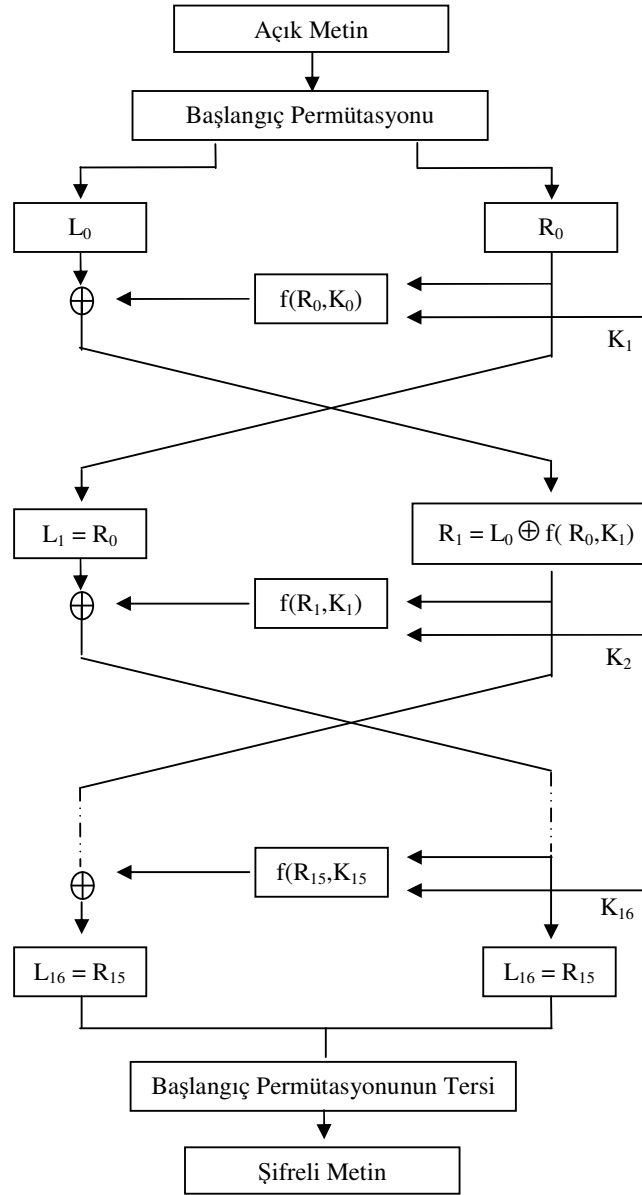 Açık Metin
Başlangıç Permütasyonu
L₀
R₀
f(R₀,K₀)
K₁
L₁ = R₀
R₁ = L₀ ⊕ f( R₀,K₁)
f(R₁,K₁)
K₂
f(R₁₅,K₁₅
K₁₆
L₁₆ = R₁₅
L₁₆ = R₁₅
Başlangıç Permütasyonunun Tersi
Şifreli Metin